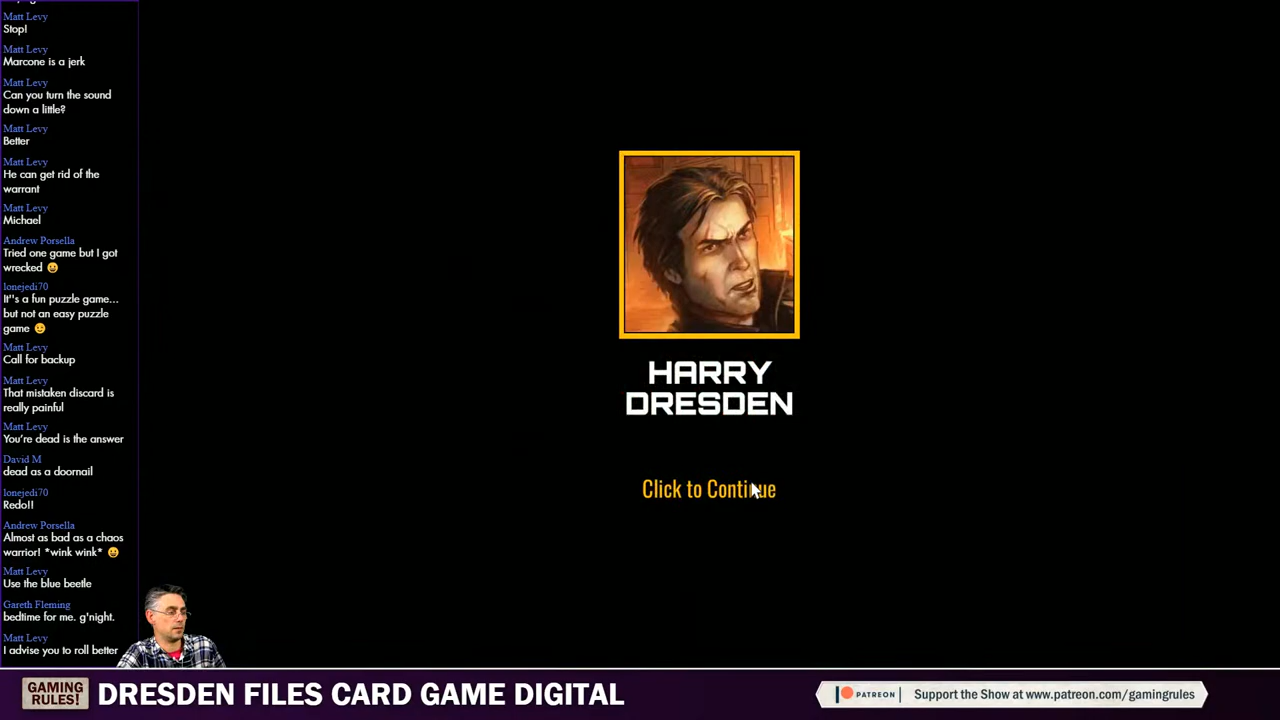 Matt Levy
Stop!
Matt Levy
Marcone is a jerk
Matt Levy
Can you turn the sound
down a little?
Matt Levy
Better
Matt Levy
He can get rid of the
warrant
Matt Levy
Michael
Andrew Porsella
Tried one game but I got
wrecked 😄
lonejedi70
It''s a fun puzzle game...
but not an easy puzzle
game 😉
Matt Levy
Call for backup
Matt Levy
That mistaken discard is
really painful
Matt Levy
You're dead is the answer
David M
dead as a doornail
lonejedi70
Redo!!
Andrew Porsella
Almost as bad as a chaos
warrior! *wink wink* 😄
Matt Levy
Use the blue beetle
Gareth Fleming
bedtime for me. g'night.
Matt Levy
I advise you to roll better
HARRY
DRESDEN
Click to Continue
GAMING
RULES!
DRESDEN FILES CARD GAME DIGITAL
PATREON
Support the Show at www.patreon.com/gamingrules